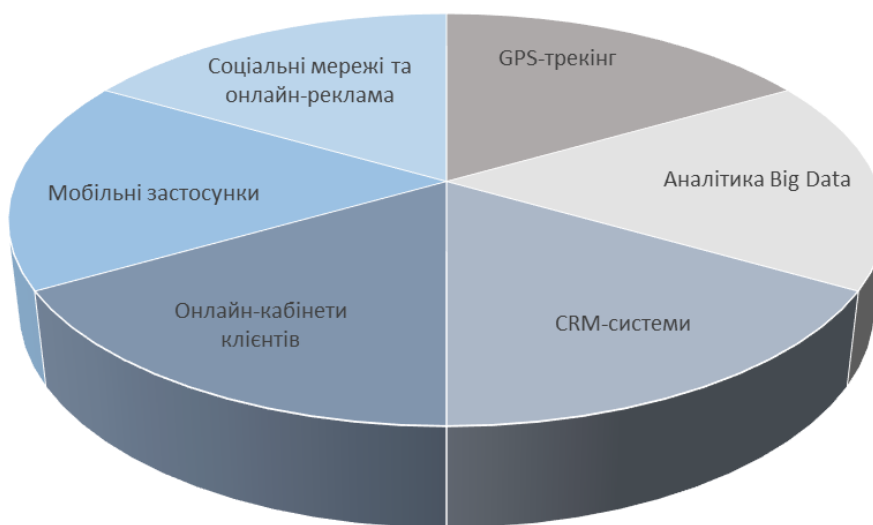 Соціальні мережі та
онлайн-реклама
GPS-трекінг
Мобільні застосунки
Аналітика Big Data
Онлайн-кабінети
клієнтів
CRM-системи